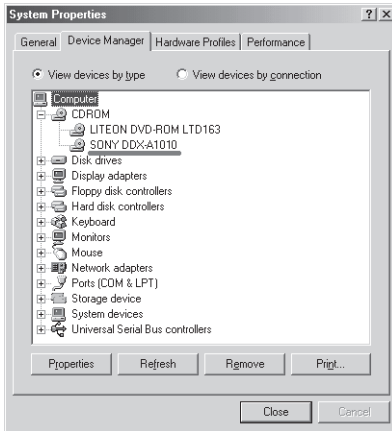 System Properties
General Device Manager Hardware Profiles Performance
View devices by type View devices by connection
Computer
CDROM
LITEON DVD-ROM LTD163
SONY DDX-A1010
Disk drives
Display adapters
Floppy disk controllers
Hard disk controllers
Keyboard
Monitors
Mouse
Network adapters
Ports (COM & LPT)
Storage device
System devices
Universal Serial Bus controllers
Properties Refresh Remove Print...
Close Cancel